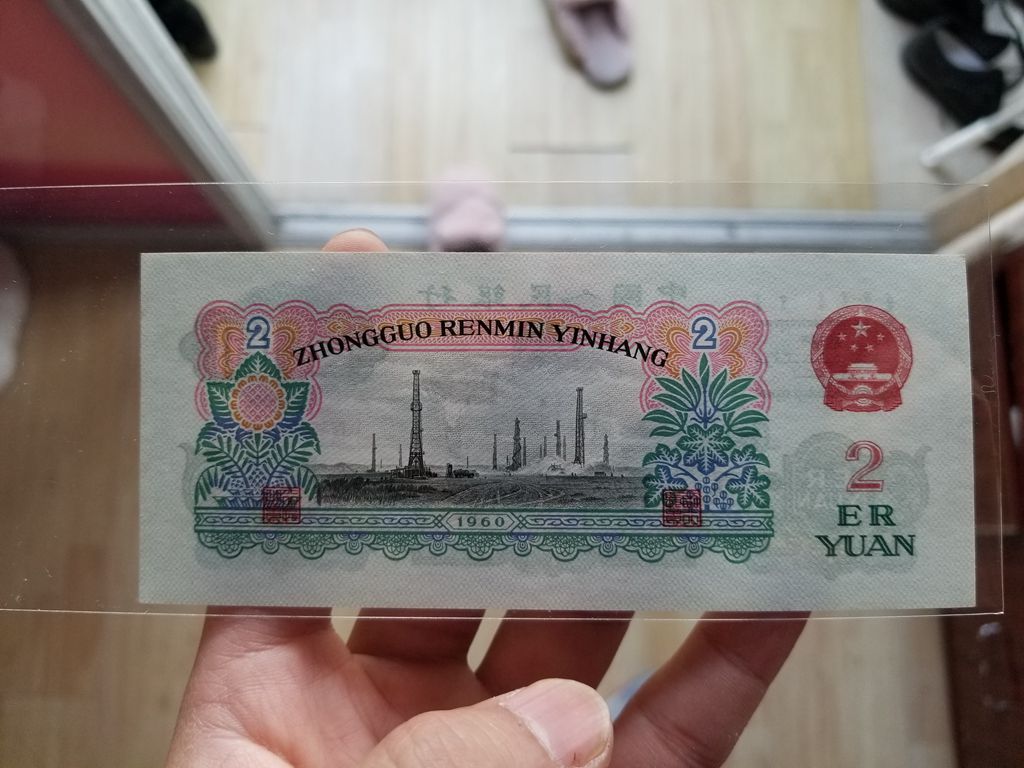 2
2
ZHONGGUO RENMIN YINHANG
1960
2
ER
YUAN